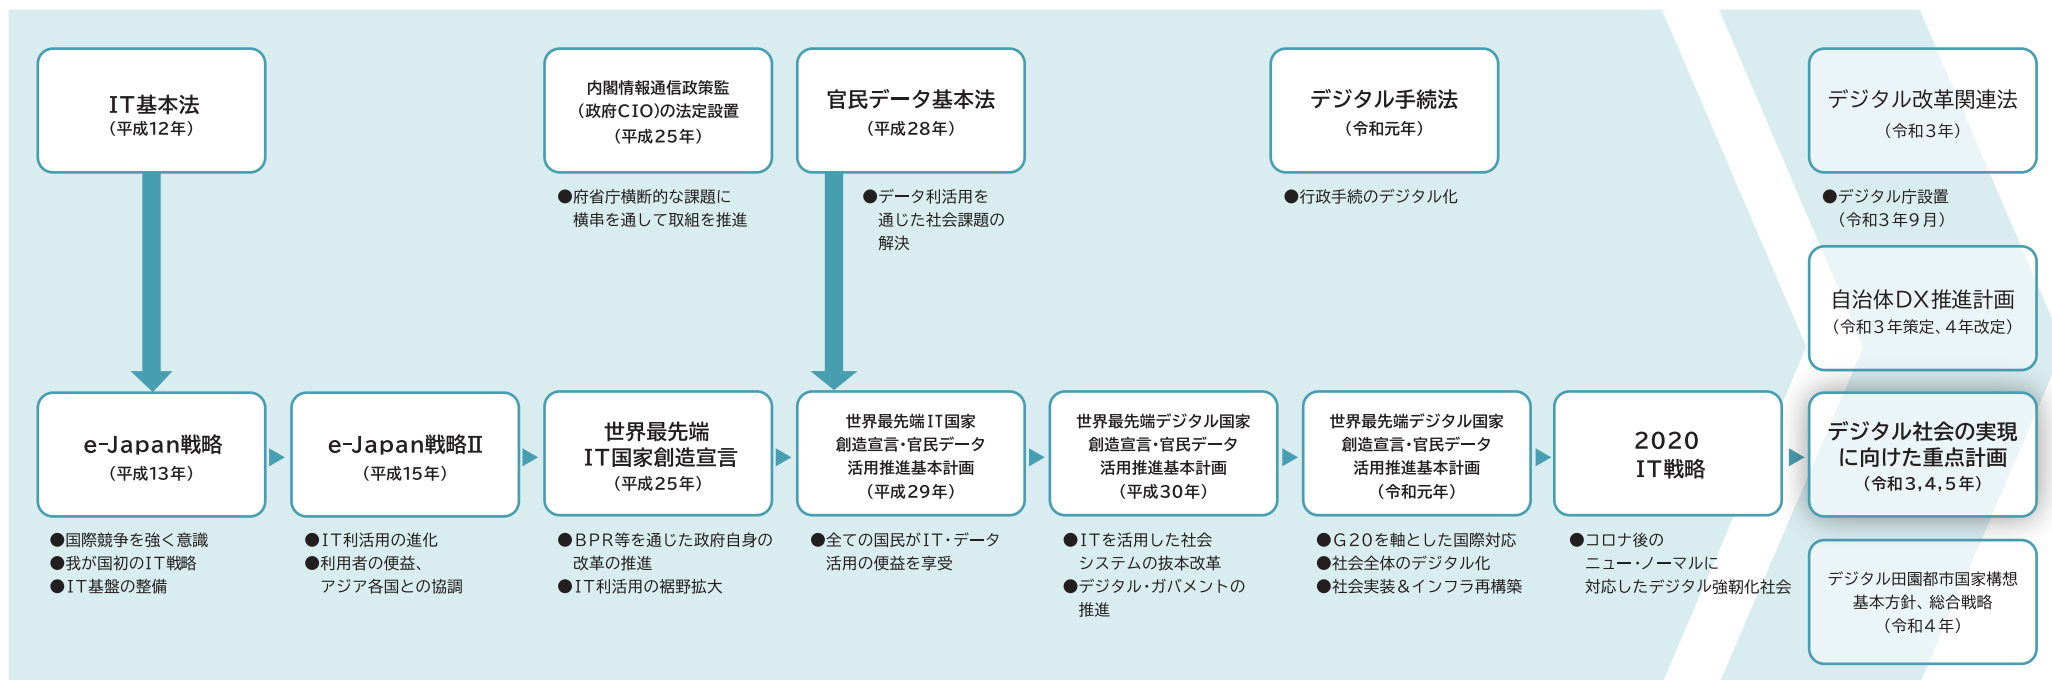 IT基本法
（平成12年）
内閣情報通信政策監
（政府CIO）の法定設置
（平成25年）
●府省庁横断的な課題に
横串を通して取組を推進
官民データ基本法
（平成28年）
●データ利活用を
通じた社会課題の
解決
デジタル手続法
（令和元年）
●行政手続のデジタル化
デジタル改革関連法
（令和3年）
●デジタル庁設置
（令和3年9月）
自治体DX推進計画
（令和3年策定、4年改定）
e-Japan戦略
（平成13年）
●国際競争を強く意識
●我が国初のIT戦略
●IT基盤の整備
e-Japan戦略Ⅱ
（平成15年）
●IT利活用の進化
●利用者の便益、
アジア各国との協調
世界最先端
IT国家創造宣言
（平成25年）
●BPR等を通じた政府自身の
改革の推進
●IT利活用の裾野拡大
世界最先端IT国家
創造宣言・官民データ
活用推進基本計画
（平成29年）
●全ての国民がIT・データ
活用の便益を享受
世界最先端デジタル国家
創造宣言・官民データ
活用推進基本計画
（平成30年）
●ITを活用した社会
システムの抜本改革
●デジタル・ガバメントの
推進
世界最先端デジタル国家
創造宣言・官民データ
活用推進基本計画
（令和元年）
●G20を軸とした国際対応
●社会全体のデジタル化
●社会実装＆インフラ再構築
2020
IT戦略
●コロナ後の
ニュー・ノーマルに
対応したデジタル強靭化社会
デジタル社会の実現
に向けた重点計画
（令和3,4,5年）
デジタル田園都市国家構想
基本方針、総合戦略
（令和4年）